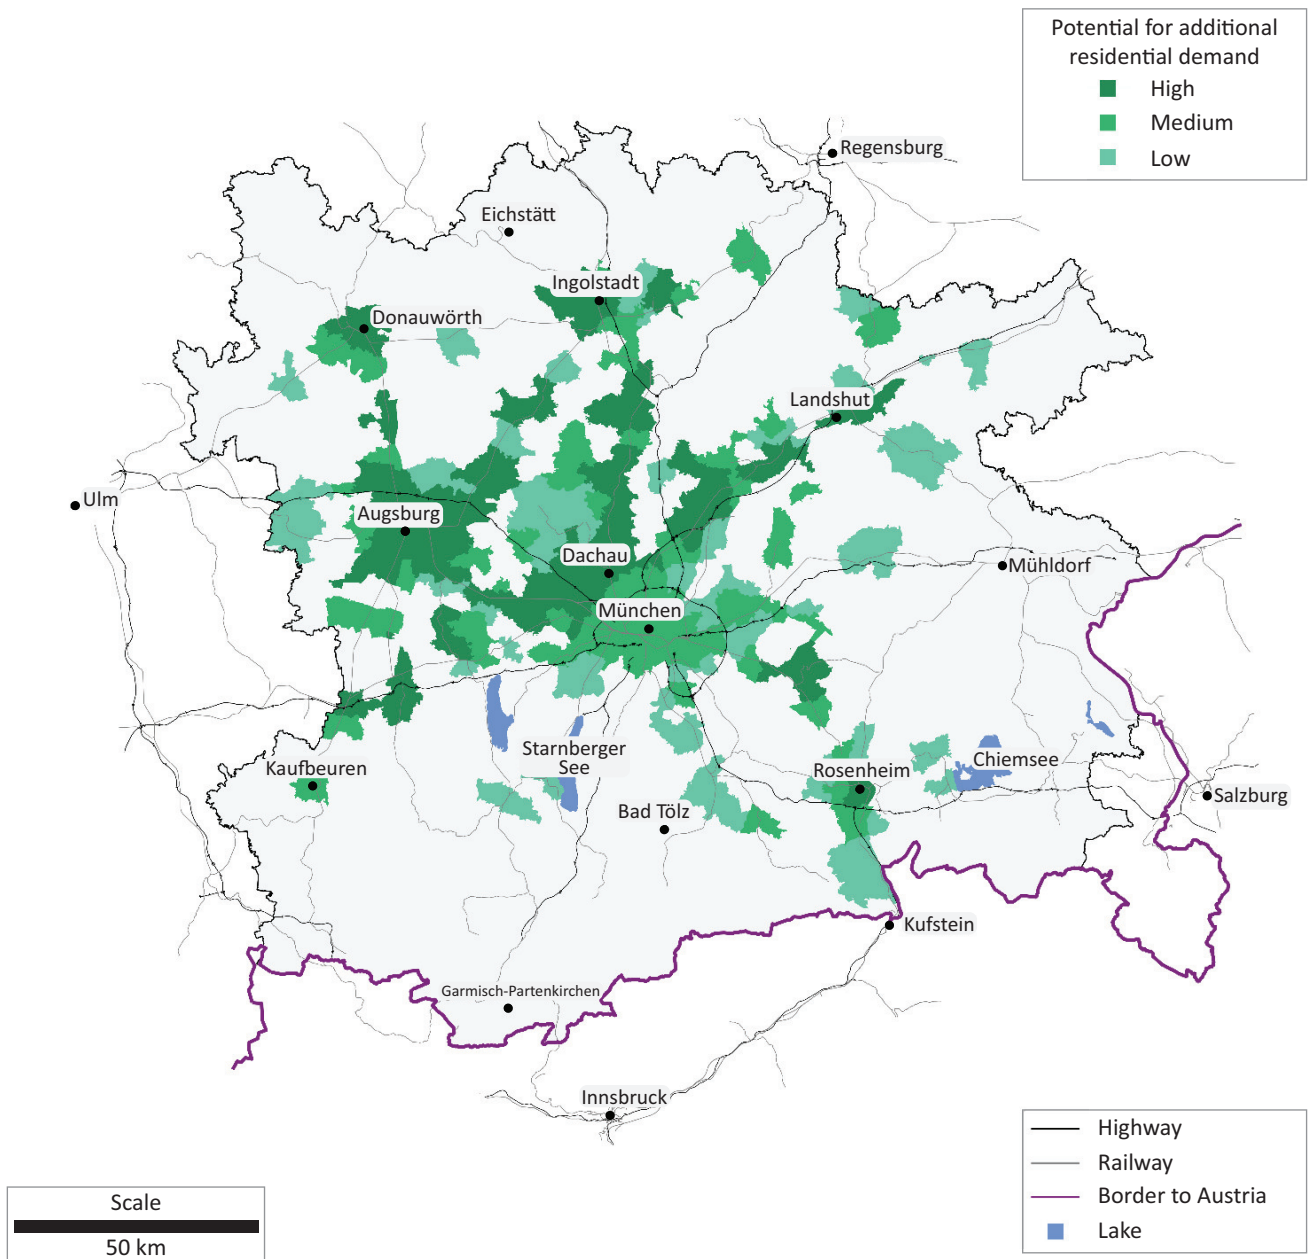 Potential for additional
residential demand
High
Medium
Low
Regensburg
Eichstätt
Ingolstadt
Donauwörth
Landshut
Ulm
Augsburg
Dachau
Mühldorf
München
Starnberger
See
Chiemsee
Kaufbeuren
Rosenheim
Salzburg
Bad Tölz
Kufstein
Garmisch-Partenkirchen
Innsbruck
Highway
Railway
Border to Austria
Lake
Scale
50 km